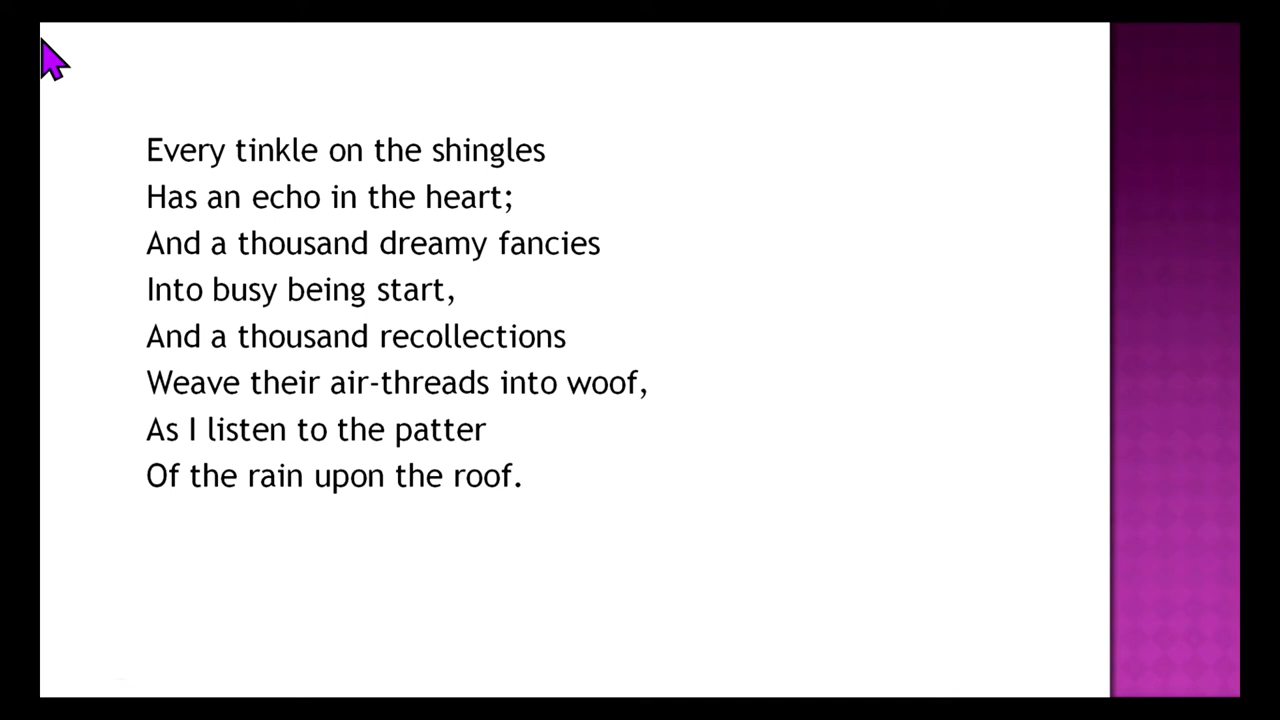 Every tinkle on the shingles
Has an echo in the heart;
And a thousand dreamy fancies
Into busy being start,
And a thousand recollections
Weave their air-threads into woof,
As I listen to the patter
Of the rain upon the roof.